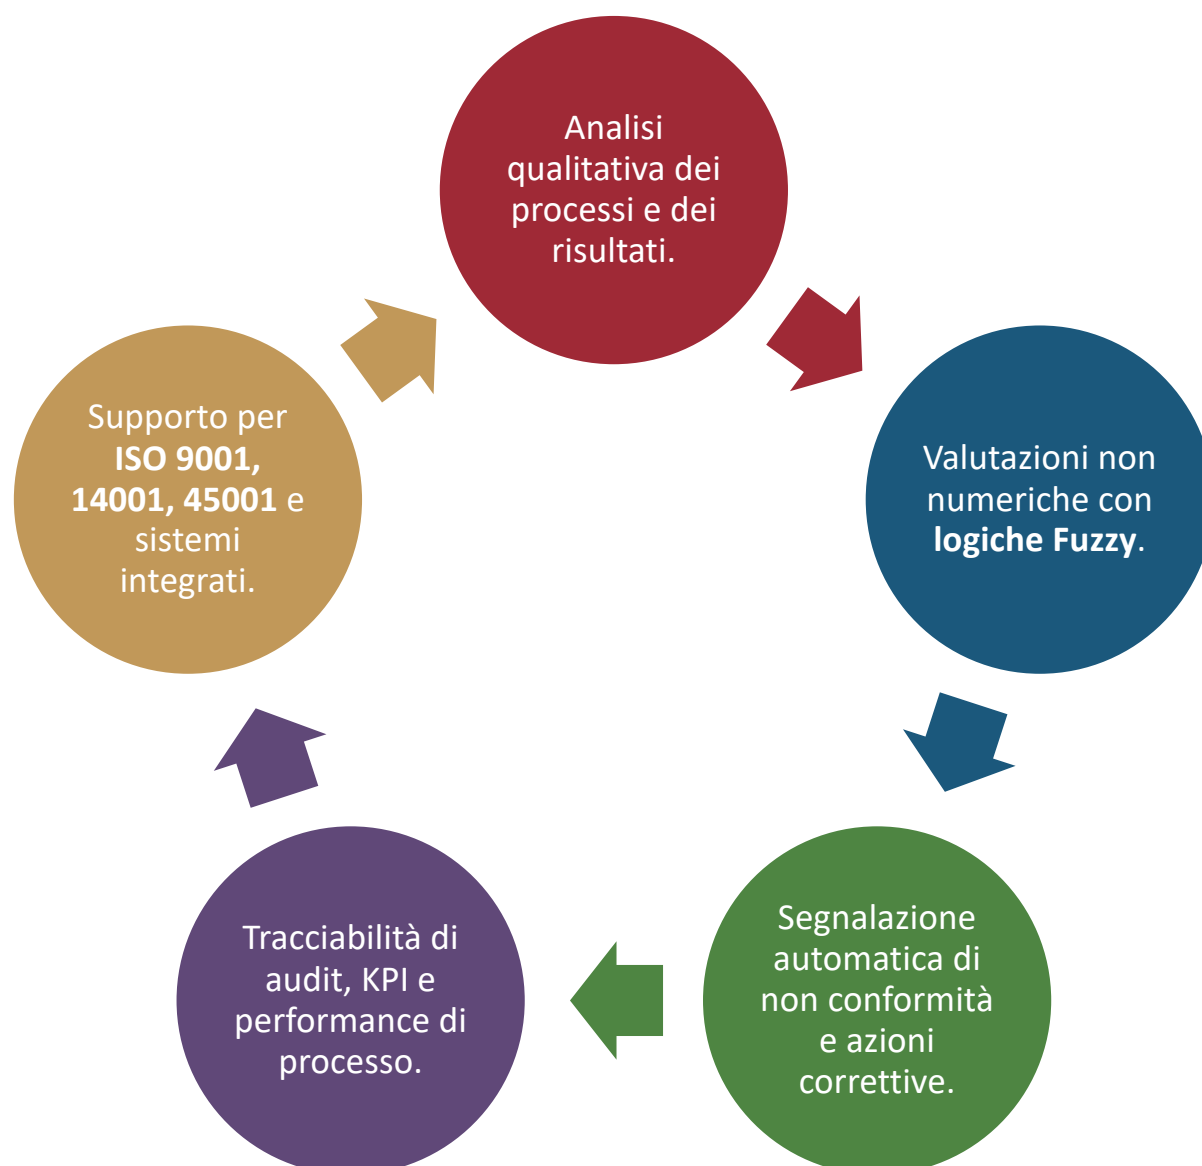 Analisi
qualitativa dei
processi e dei
risultati.
Valutazioni non
numeriche con
logiche Fuzzy.
Segnalazione
automatica di
non conformità
e azioni
correttive.
Tracciabilità di
audit, KPI e
performance di
processo.
Supporto per
ISO 9001,
14001, 45001 e
sistemi
integrati.